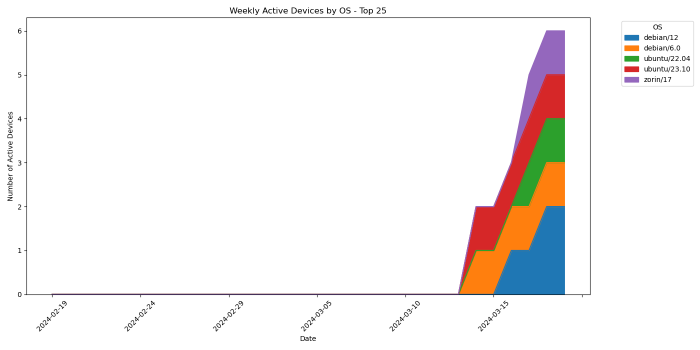 Weekly Active Devices by OS - Top 25
Number of Active Devices
6
5
4
3
2
1
0
2024-02-19
2024-02-24
2024-02-29
2024-03-05
2024-03-10
2024-03-15
Date
OS
debian/12
debian/6.0
ubuntu/22.04
ubuntu/23.10
zorin/17